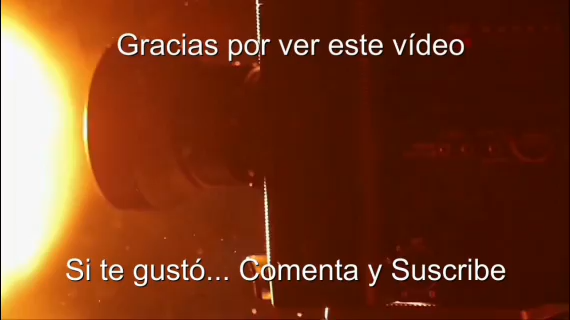 Gracias por ver este vídeo
Si te gustó... Comenta y Suscribe